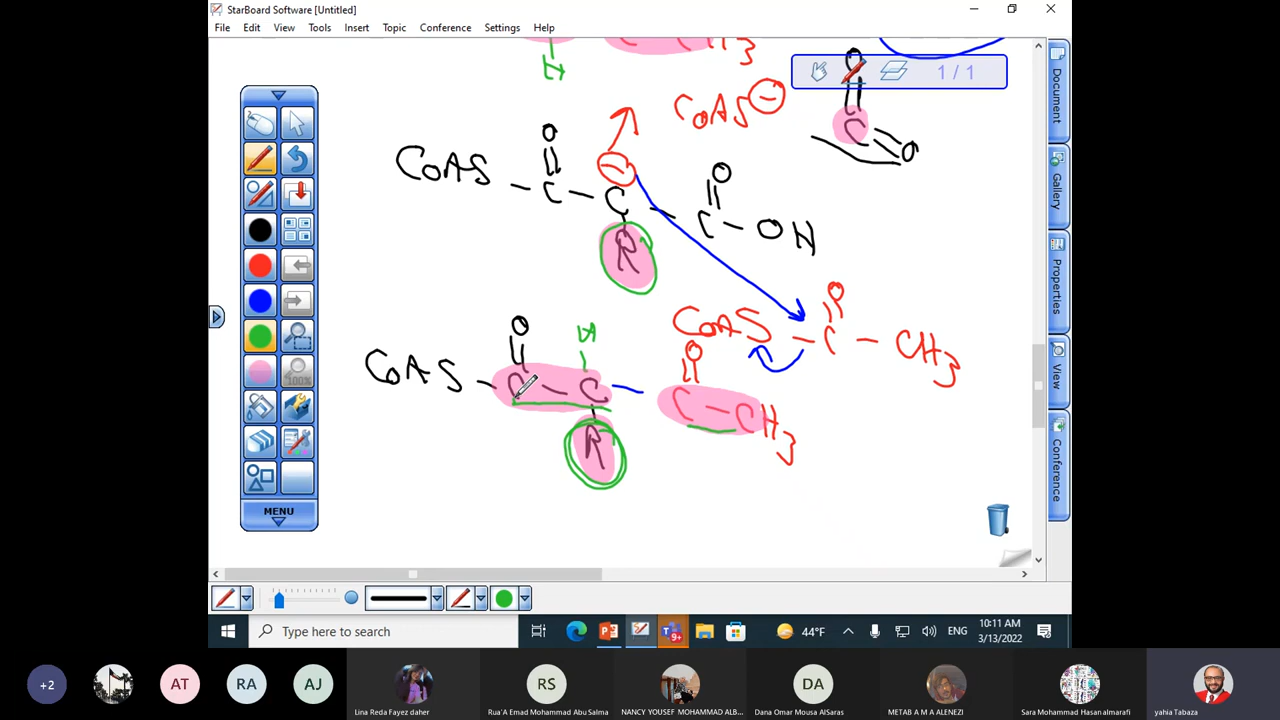 StarBoard Software [Untitled]
File Edit View Tools Insert Topic Conference Settings Help
H
1 / 1
CoAS
O
C
O
CoAS
O
C
C
R
O
C
OH
CoAS
O
C
CH3
CoAS
O
C
H
C
R
O
C
CH3
100%
MENU
Document
Gallery
Properties
View
Conference
Type here to search
9+
44°F
ENG
10:11 AM
3/13/2022
+2
AT
RA
AJ
Lina Reda Fayez daher
RS
Rua'A Emad Mohammad Abu Salma
NANCY YOUSEF MOHAMMAD ALB...
DA
Dana Omar Mousa AlSaras
METAB A M A ALENEZI
Sara Mohammad Hasan almarafi
yahia Tabaza